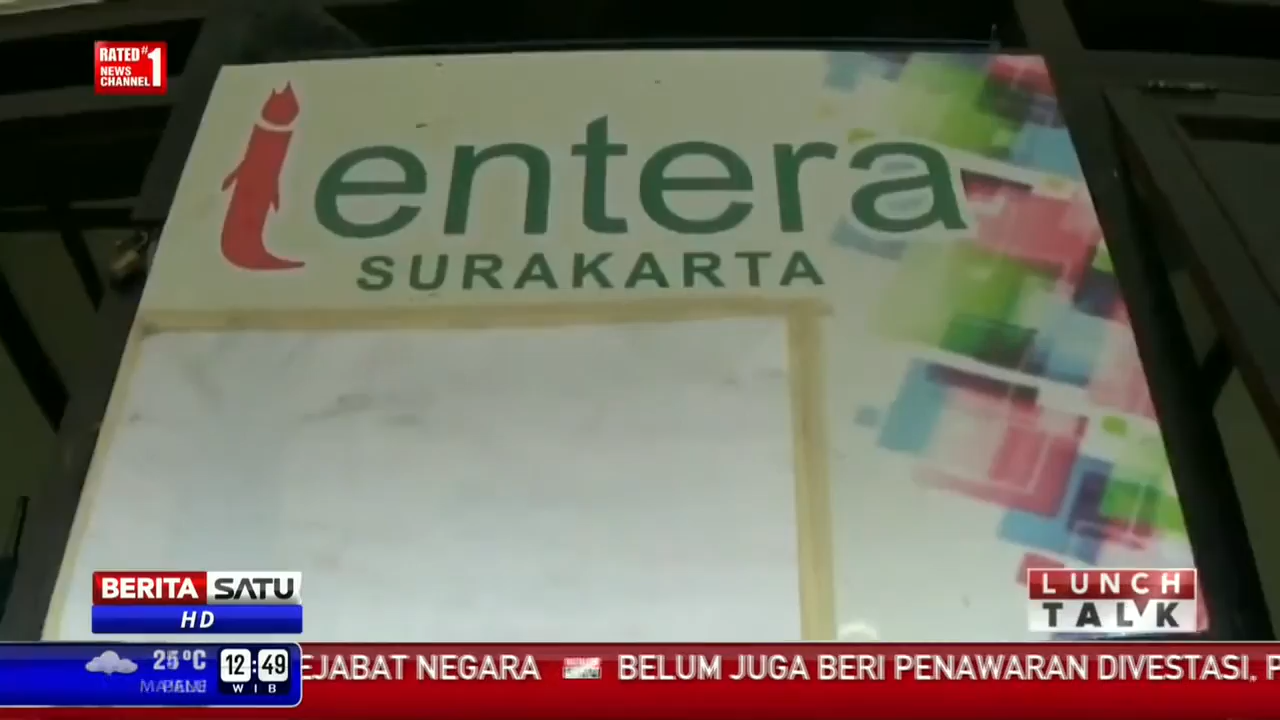 RATED #1
NEWS
CHANNEL
lentera
SURAKARTA
BERITA SATU
HD
LUNCH
TALK
25°C
12:49
WIB
EJABAT NEGARA
BELUM JUGA BERI PENAWARAN DIVESTASI, P